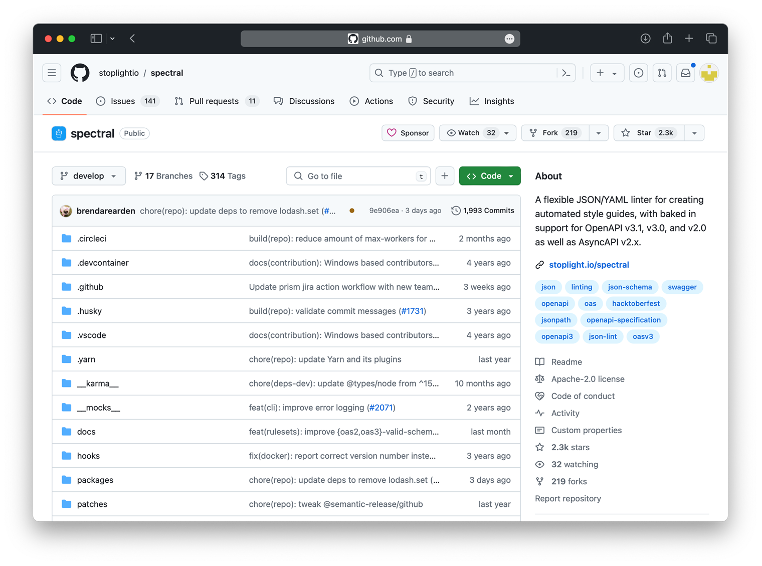 github.com
stoplightio / spectral
Type / to search
Code
Issues 141
Pull requests 11
Discussions
Actions
Security
Insights
spectral Public
Sponsor
Watch 32
Fork 219
Star 2.3k
develop
17 Branches
314 Tags
Go to file t
+
Code
brendarearden chore(repo): update deps to remove lodash.set (#... 9e906ea · 3 days ago 1,993 Commits
.circleci build(repo): reduce amount of max-workers for ... 2 months ago
.devcontainer docs(contribution): Windows based contributors... 4 years ago
.github Update prism jira action workflow with new team... 3 weeks ago
.husky build(repo): validate commit messages (#1731) 3 years ago
.vscode docs(contribution): Windows based contributors... 4 years ago
.yarn chore(repo): update Yarn and its plugins last year
__karma__ chore(deps-dev): update @types/node from ^15... 10 months ago
__mocks__ feat(cli): improve error logging (#2071) 2 years ago
docs feat(rulesets): improve {oas2,oas3}-valid-schem... last month
hooks fix(docker): report correct version number inste... 3 years ago
packages chore(repo): update deps to remove lodash.set (... 3 days ago
patches chore(repo): tweak @semantic-release/github last year
About
A flexible JSON/YAML linter for creating
automated style guides, with baked in
support for OpenAPI v3.1, v3.0, and v2.0
as well as AsyncAPI v2.x.
stoplight.io/spectral
json linting json-schema swagger
openapi oas hacktoberfest
jsonpath openapi-specification
openapi3 json-lint oasv3
Readme
Apache-2.0 license
Code of conduct
Activity
Custom properties
2.3k stars
32 watching
219 forks
Report repository